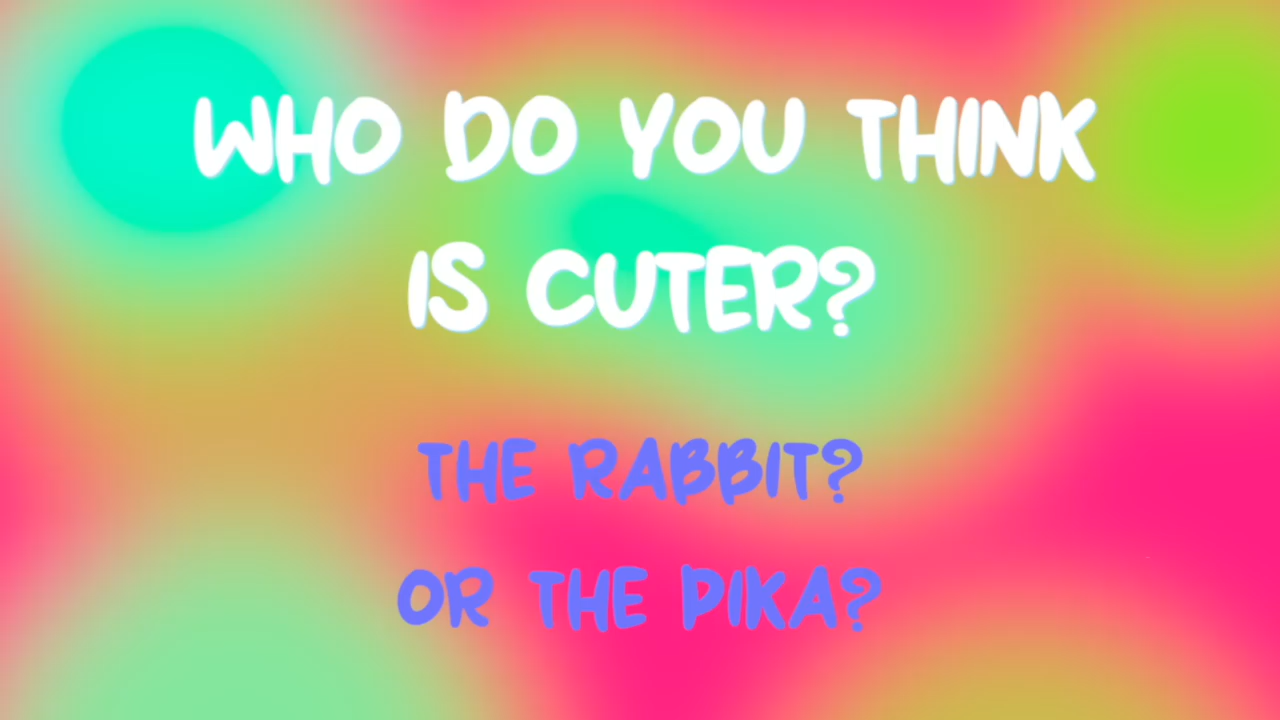 WHO DO YOU THINK
IS CUTER?
THE RABBIT?
OR THE PIKA?